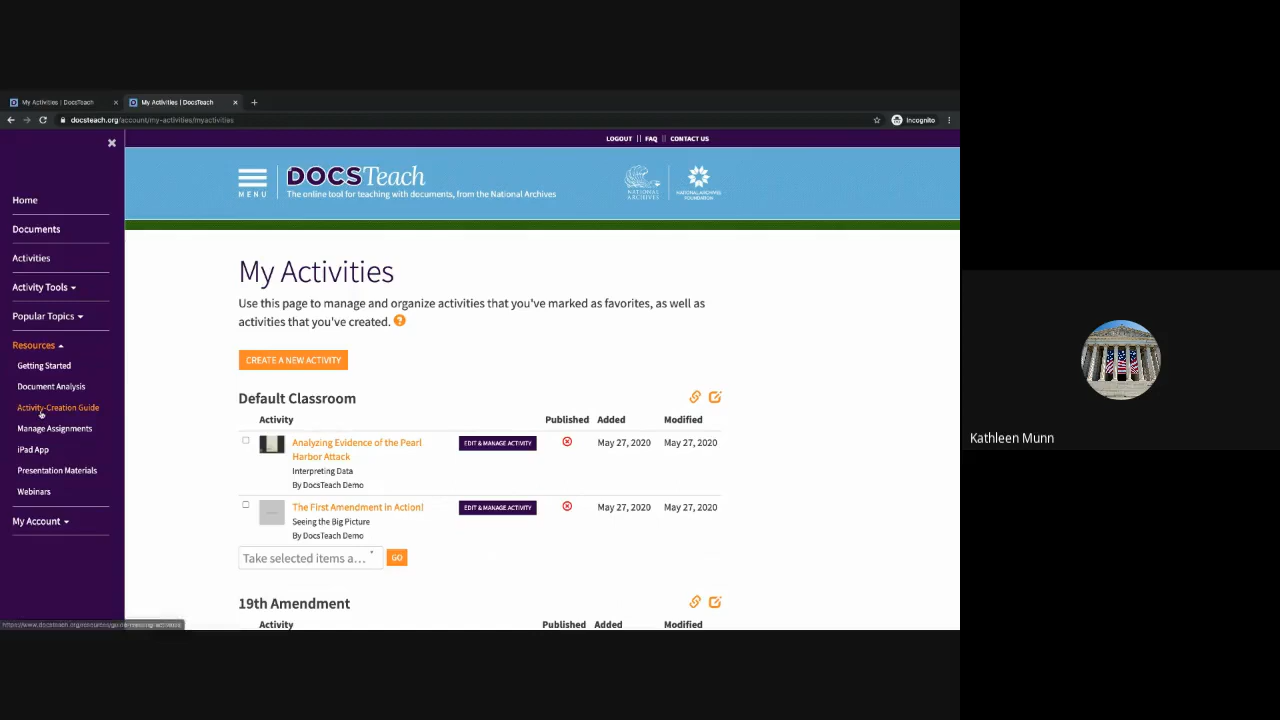 My Activities | DocsTeach
My Activities | DocsTeach
docsteach.org/account/my-activities/myactivities
Incognito
LOGOUT || FAQ || CONTACT US
MENU
DOCSTeach
The online tool for teaching with documents, from the National Archives
NATIONAL ARCHIVES
NATIONAL ARCHIVES FOUNDATION
Home
Documents
Activities
Activity Tools
Popular Topics
Resources
Getting Started
Document Analysis
Activity-Creation Guide
Manage Assignments
iPad App
Presentation Materials
Webinars
My Account
My Activities
Use this page to manage and organize activities that you've marked as favorites, as well as
activities that you've created.
CREATE A NEW ACTIVITY
Default Classroom
Activity Published Added Modified
Analyzing Evidence of the Pearl
Harbor Attack
EDIT & MANAGE ACTIVITY May 27, 2020 May 27, 2020
Interpreting Data
By DocsTeach Demo
The First Amendment in Action! EDIT & MANAGE ACTIVITY May 27, 2020 May 27, 2020
Seeing the Big Picture
By DocsTeach Demo
Take selected items a... GO
19th Amendment
Activity Published Added Modified
Kathleen Munn